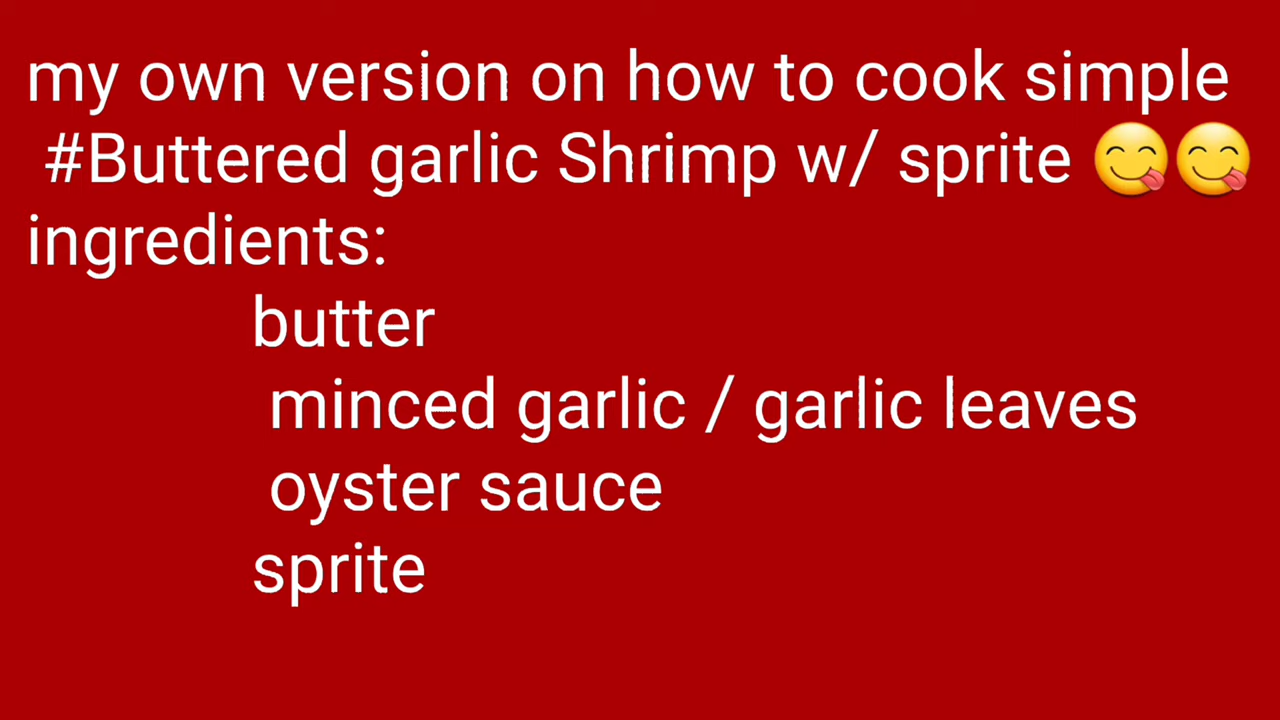 my own version on how to cook simple
#Buttered garlic Shrimp w/ sprite 😋😋
ingredients:
butter
minced garlic / garlic leaves
oyster sauce
sprite